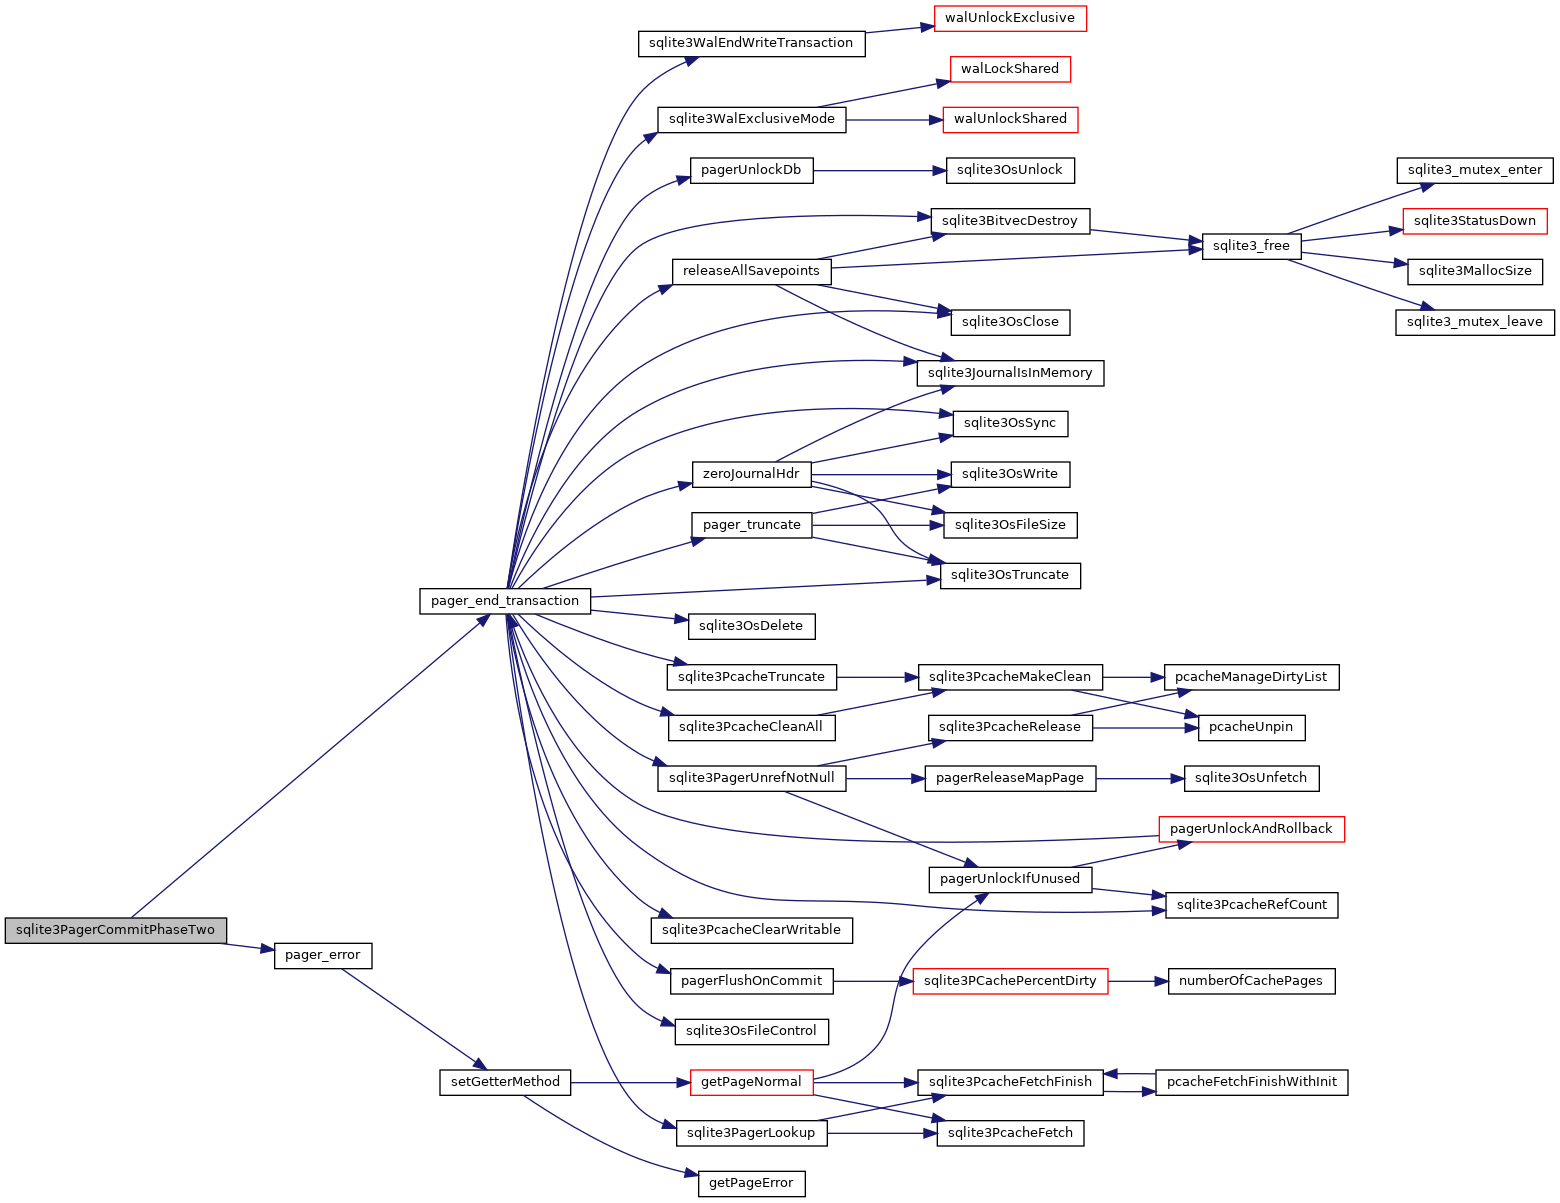 walUnlockExclusive
sqlite3WalEndWriteTransaction
walLockShared
sqlite3WalExclusiveMode
walUnlockShared
pagerUnlockDb
sqlite3OsUnlock
sqlite3_mutex_enter
sqlite3BitvecDestroy
sqlite3StatusDown
sqlite3_free
releaseAllSavepoints
sqlite3MallocSize
sqlite3OsClose
sqlite3_mutex_leave
sqlite3JournalIsInMemory
sqlite3OsSync
zeroJournalHdr
sqlite3OsWrite
pager_truncate
sqlite3OsFileSize
sqlite3OsTruncate
pager_end_transaction
sqlite3OsDelete
sqlite3PcacheTruncate
sqlite3PcacheMakeClean
pcacheManageDirtyList
sqlite3PcacheCleanAll
sqlite3PcacheRelease
pcacheUnpin
sqlite3PagerUnrefNotNull
pagerReleaseMapPage
sqlite3OsUnfetch
pagerUnlockAndRollback
pagerUnlockIfUnused
sqlite3PcacheRefCount
sqlite3PagerCommitPhaseTwo
sqlite3PcacheClearWritable
pager_error
pagerFlushOnCommit
sqlite3PCachePercentDirty
numberOfCachePages
sqlite3OsFileControl
setGetterMethod
getPageNormal
sqlite3PcacheFetchFinish
pcacheFetchFinishWithInit
sqlite3PagerLookup
sqlite3PcacheFetch
getPageError